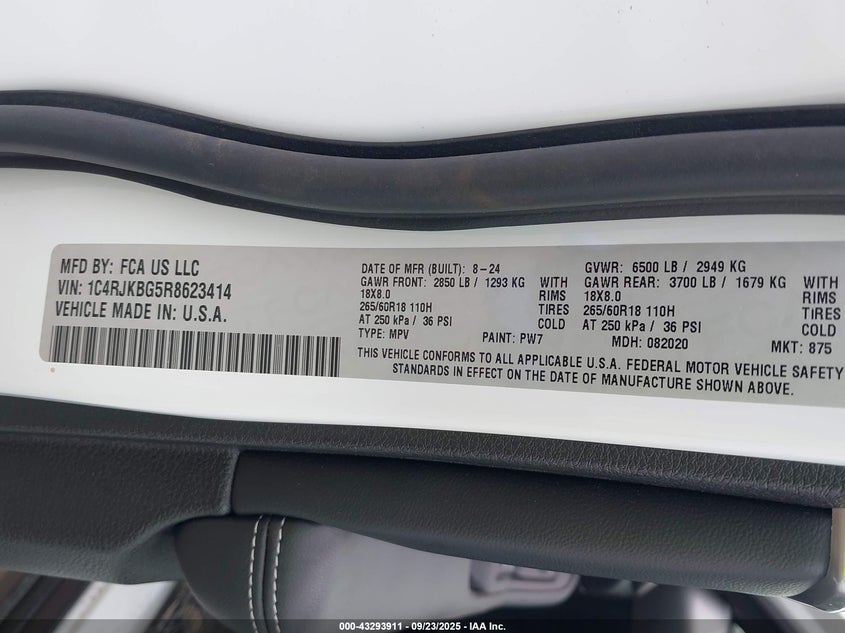 MFD BY: FCA US LLC
VIN: 1C4RJKBG5R8623414
VEHICLE MADE IN: U.S.A.
DATE OF MFR (BUILT): 8-24
GVWR: 6500 LB / 2949 KG
GAWR FRONT: 2850 LB / 1293 KG WITH
18X8.0 RIMS
265/60R18 110H TIRES
AT 250 kPa / 36 PSI COLD
GAWR REAR: 3700 LB / 1679 KG WITH
18X8.0 RIMS
265/60R18 110H TIRES
AT 250 kPa / 36 PSI COLD
TYPE: MPV PAINT: PW7 MDH: 082020 MKT: 875
THIS VEHICLE CONFORMS TO ALL APPLICABLE U.S.A. FEDERAL MOTOR VEHICLE SAFETY
STANDARDS IN EFFECT ON THE DATE OF MANUFACTURE SHOWN ABOVE.
000-43293911 - 09/23/2025 - IAA Inc.